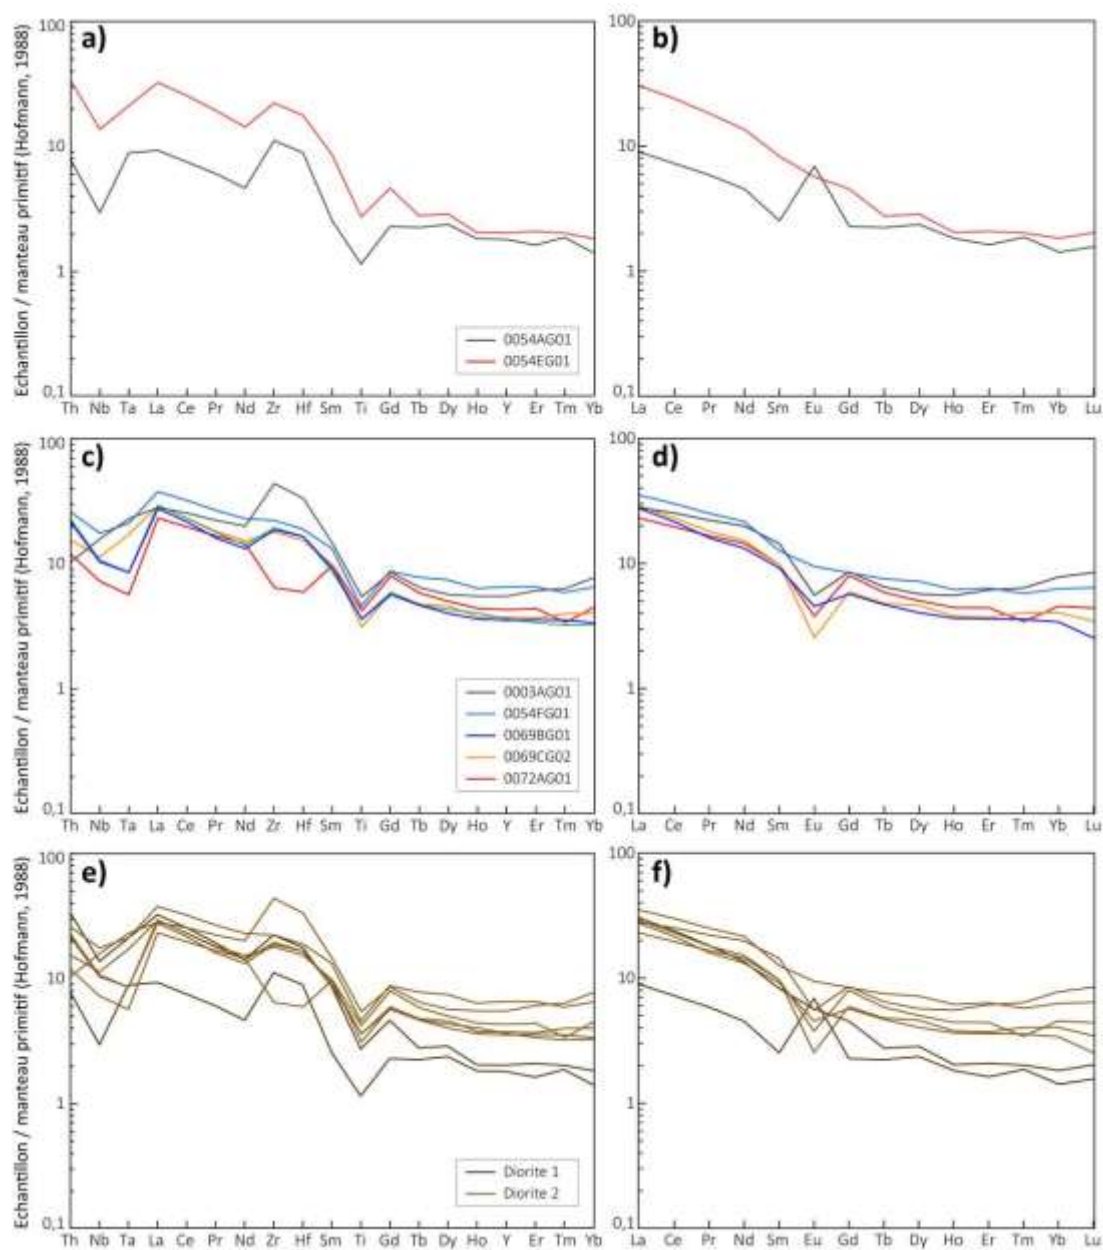 a)
b)
Echantillon / manteau primitif (Hofmann, 1988)
100
10
1
0,1
100
10
1
0,1
0054AG01
0054EG01
Th Nb Ta La Ce Pr Nd Zr Hf Sm Ti Gd Tb Dy Ho Y Er Tm Yb
La Ce Pr Nd Sm Eu Gd Tb Dy Ho Er Tm Yb Lu
c)
d)
Echantillon / manteau primitif (Hofmann, 1988)
100
10
1
0,1
100
10
1
0,1
0003AG01
0054FG01
0069BG01
0069CG02
0072AG01
Th Nb Ta La Ce Pr Nd Zr Hf Sm Ti Gd Tb Dy Ho Y Er Tm Yb
La Ce Pr Nd Sm Eu Gd Tb Dy Ho Er Tm Yb Lu
e)
f)
Echantillon / manteau primitif (Hofmann, 1988)
100
10
1
0,1
100
10
1
0,1
Diorite 1
Diorite 2
Th Nb Ta La Ce Pr Nd Zr Hf Sm Ti Gd Tb Dy Ho Y Er Tm Yb
La Ce Pr Nd Sm Eu Gd Tb Dy Ho Er Tm Yb Lu